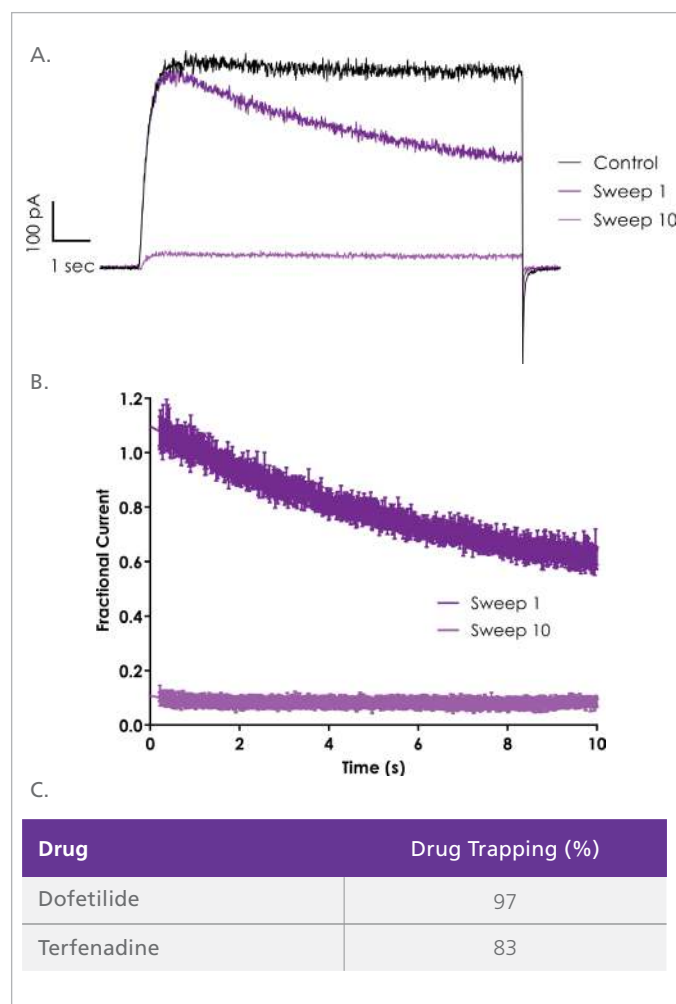 A.
Control
Sweep 1
Sweep 10
100 pA
1 sec
B.
1.2
1.0
0.8
0.6
0.4
0.2
0.0
Fractional Current
Sweep 1
Sweep 10
0 2 4 6 8 10
Time (s)
C.
Drug Drug Trapping (%)
Dofetilide 97
Terfenadine 83